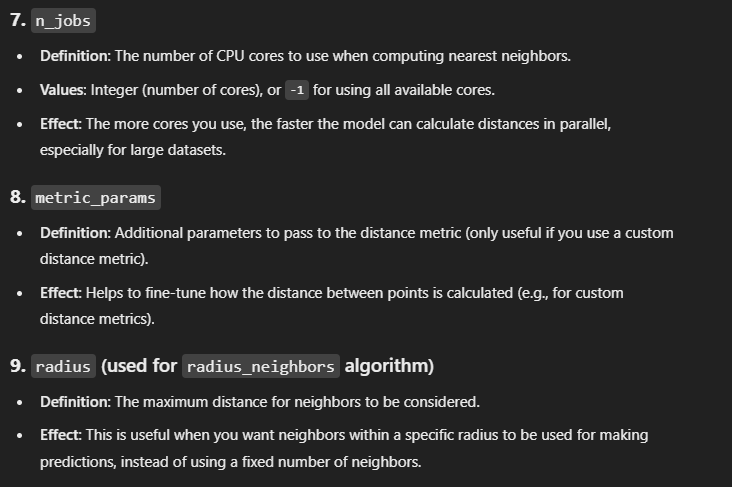 7. n_jobs
• Definition: The number of CPU cores to use when computing nearest neighbors.
• Values: Integer (number of cores), or -1 for using all available cores.
• Effect: The more cores you use, the faster the model can calculate distances in parallel,
especially for large datasets.
8. metric_params
• Definition: Additional parameters to pass to the distance metric (only useful if you use a custom
distance metric).
• Effect: Helps to fine-tune how the distance between points is calculated (e.g., for custom
distance metrics).
9. radius (used for radius_neighbors algorithm)
• Definition: The maximum distance for neighbors to be considered.
• Effect: This is useful when you want neighbors within a specific radius to be used for making
predictions, instead of using a fixed number of neighbors.